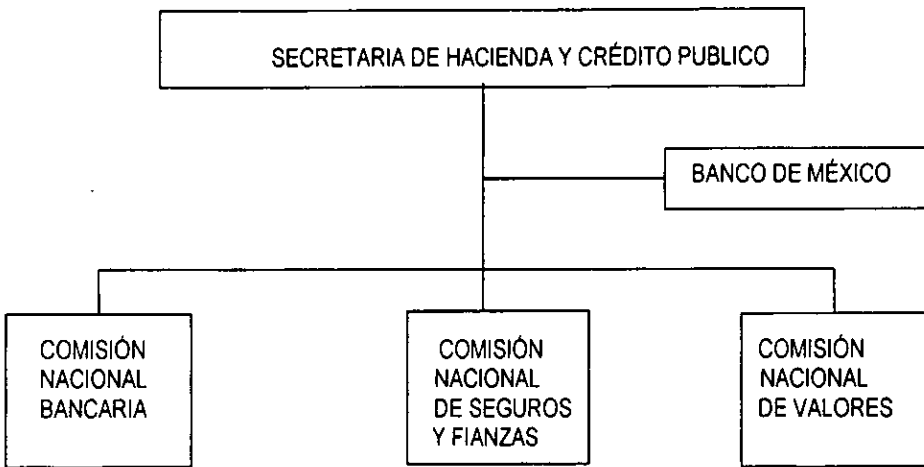 SECRETARIA DE HACIENDA Y CRÉDITO PUBLICO
BANCO DE MÉXICO
COMISIÓN
NACIONAL
BANCARIA
COMISIÓN
NACIONAL
DE SEGUROS
Y FIANZAS
COMISIÓN
NACIONAL
DE VALORES